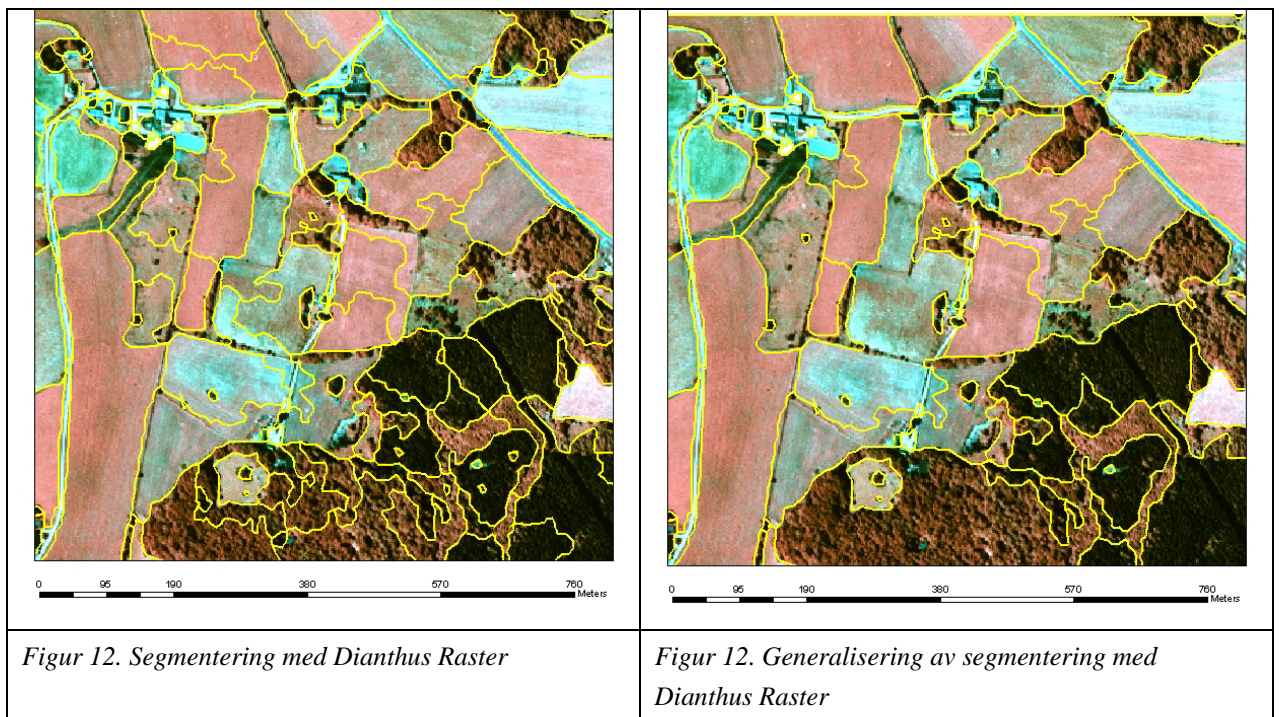 0 95 190 380 570 760
Meters
0 95 190 380 570 760
Meters
Figur 12. Segmentering med Dianthus Raster
Figur 12. Generalisering av segmentering med
Dianthus Raster